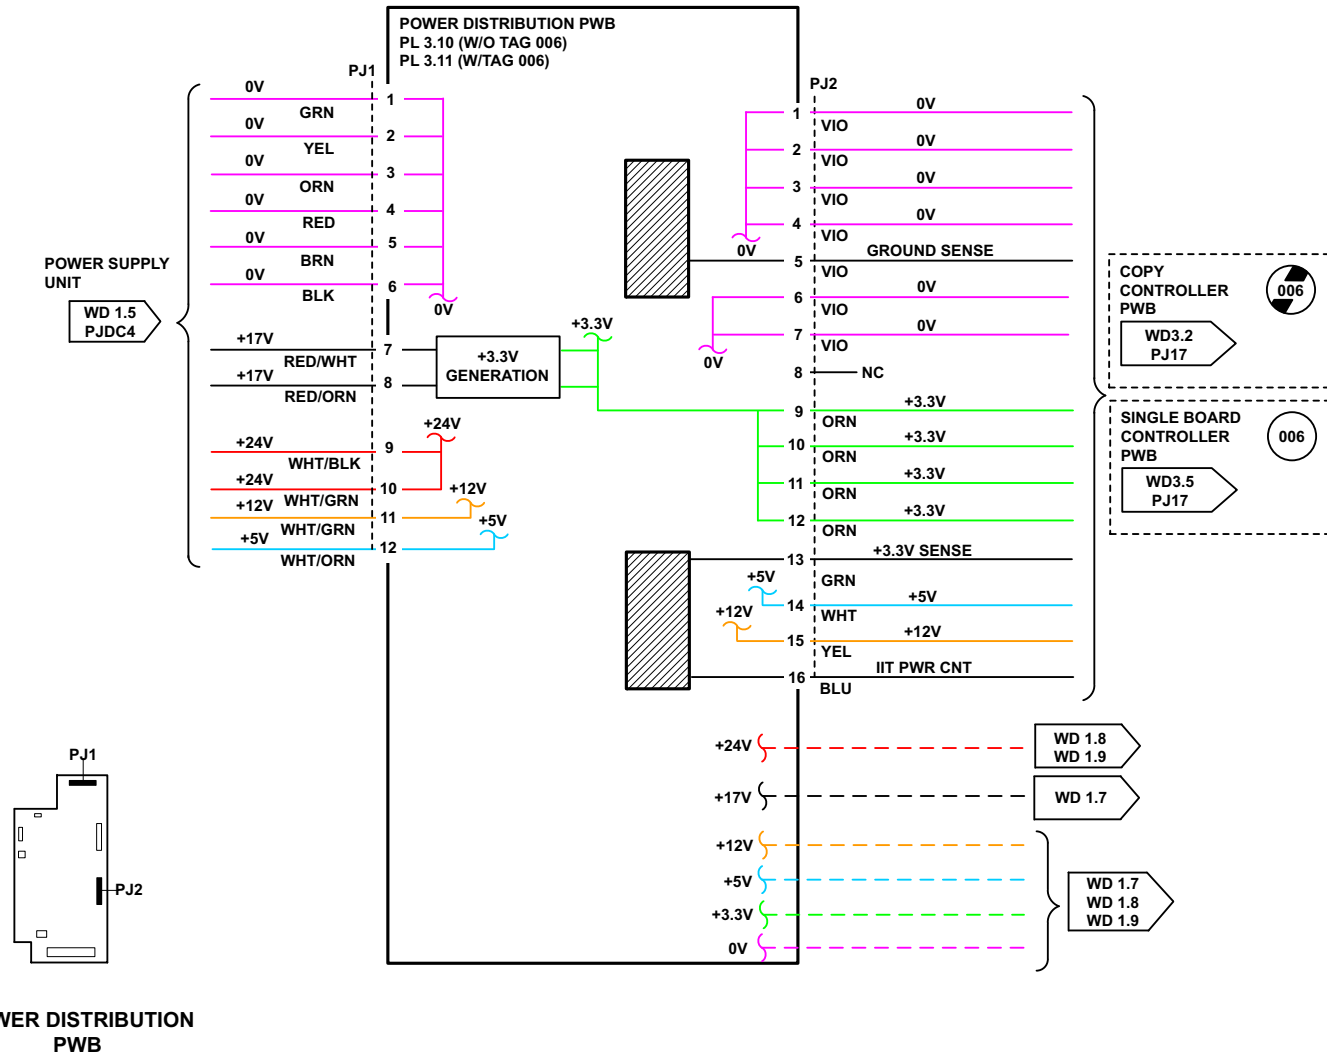 POWER DISTRIBUTION PWB
PL 3.10 (W/O TAG 006)
PL 3.11 (W/TAG 006)
PJ1
PJ2
0V
1
GRN
0V
2
YEL
0V
3
ORN
0V
4
RED
0V
5
BRN
0V
6
BLK
0V
POWER SUPPLY
UNIT
WD 1.5
PJDC4
+17V
7
RED/WHT
+17V
8
RED/ORN
+3.3V
GENERATION
+3.3V
+24V
9
WHT/BLK
+24V
+24V
10
WHT/GRN
+12V
11
WHT/GRN
+12V
+5V
12
WHT/ORN
+5V
1
0V
VIO
2
0V
VIO
3
0V
VIO
4
0V
VIO
0V
5
GROUND SENSE
VIO
6
0V
VIO
7
0V
VIO
0V
8
NC
9
+3.3V
ORN
10
+3.3V
ORN
11
+3.3V
ORN
12
+3.3V
ORN
13
+3.3V SENSE
GRN
+5V
14
+5V
WHT
+12V
15
+12V
YEL
16
IIT PWR CNT
BLU
COPY
CONTROLLER
PWB
006
WD3.2
PJ17
SINGLE BOARD
CONTROLLER
PWB
006
WD3.5
PJ17
+24V
WD 1.8
WD 1.9
+17V
WD 1.7
+12V
+5V
+3.3V
0V
WD 1.7
WD 1.8
WD 1.9
PJ1
PJ2
WER DISTRIBUTION
PWB